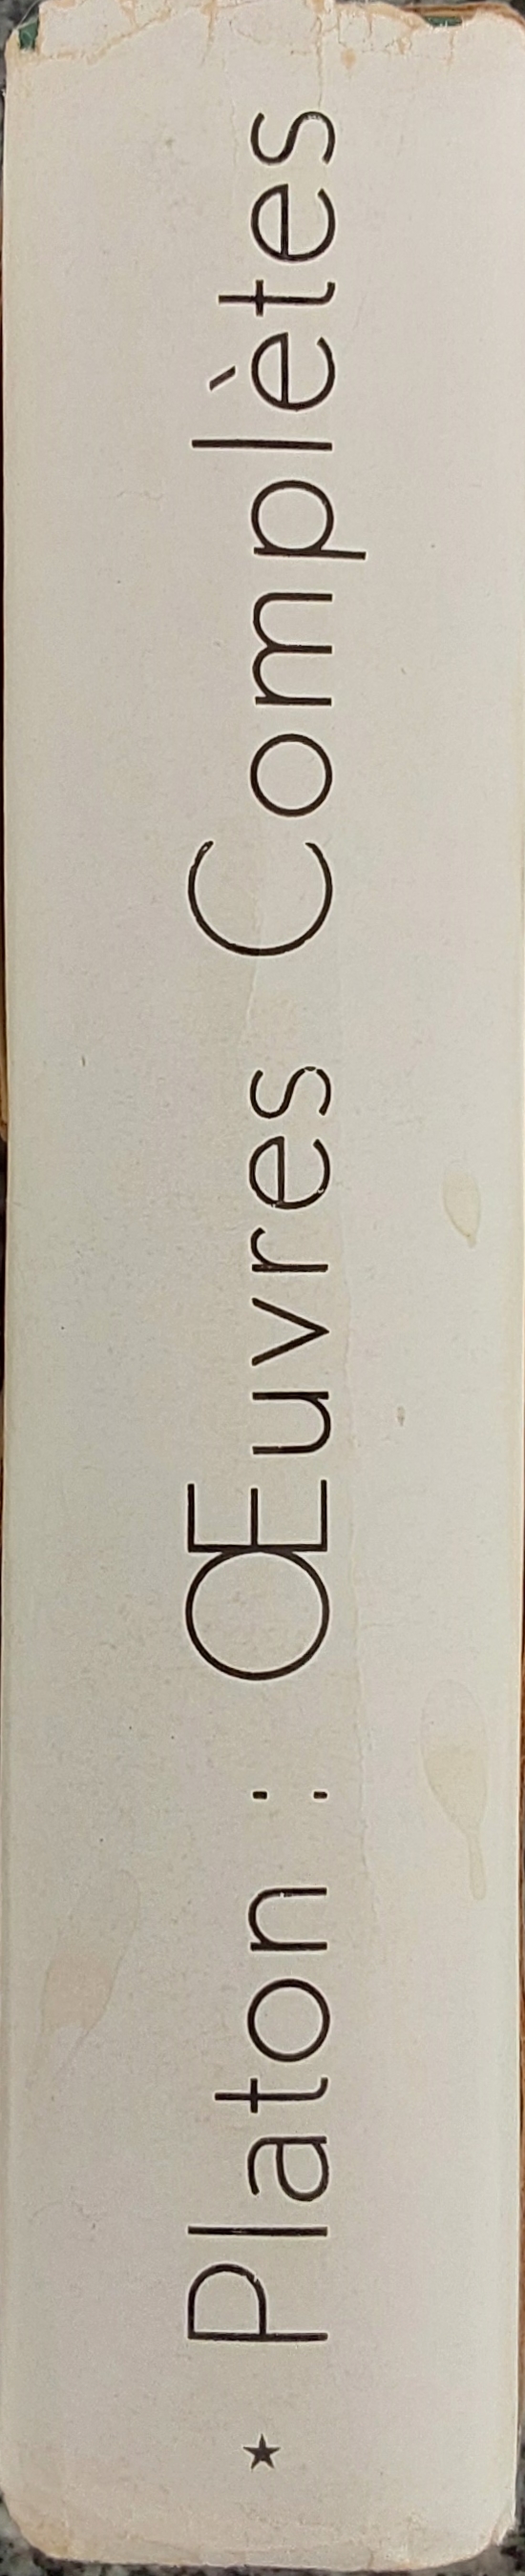 ★ Platon : Œuvres Complètes